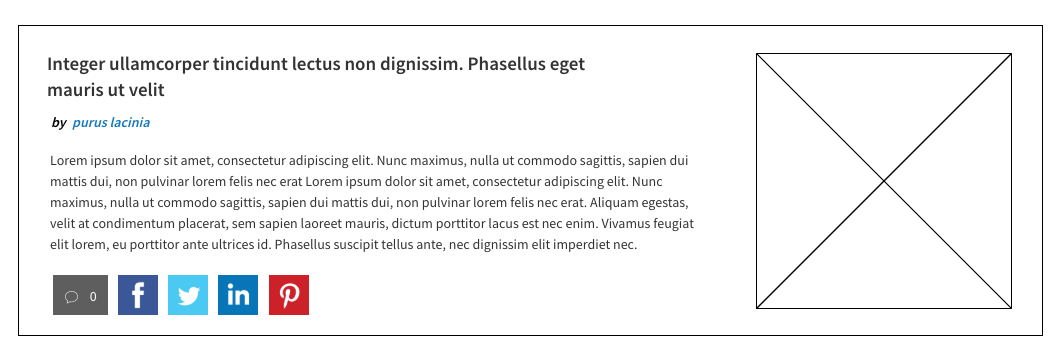 Integer ullamcorper tincidunt lectus non dignissim. Phasellus eget
mauris ut velit
by purus lacinia
Lorem ipsum dolor sit amet, consectetur adipiscing elit. Nunc maximus, nulla ut commodo sagittis, sapien dui
mattis dui, non pulvinar lorem felis nec erat Lorem ipsum dolor sit amet, consectetur adipiscing elit. Nunc
maximus, nulla ut commodo sagittis, sapien dui mattis dui, non pulvinar lorem felis nec erat. Aliquam egestas,
velit at condimentum placerat, sem sapien laoreet mauris, dictum porttitor lacus est nec enim. Vivamus feugiat
elit lorem, eu porttitor ante ultrices id. Phasellus suscipit tellus ante, nec dignissim elit imperdiet nec.
0 f in p